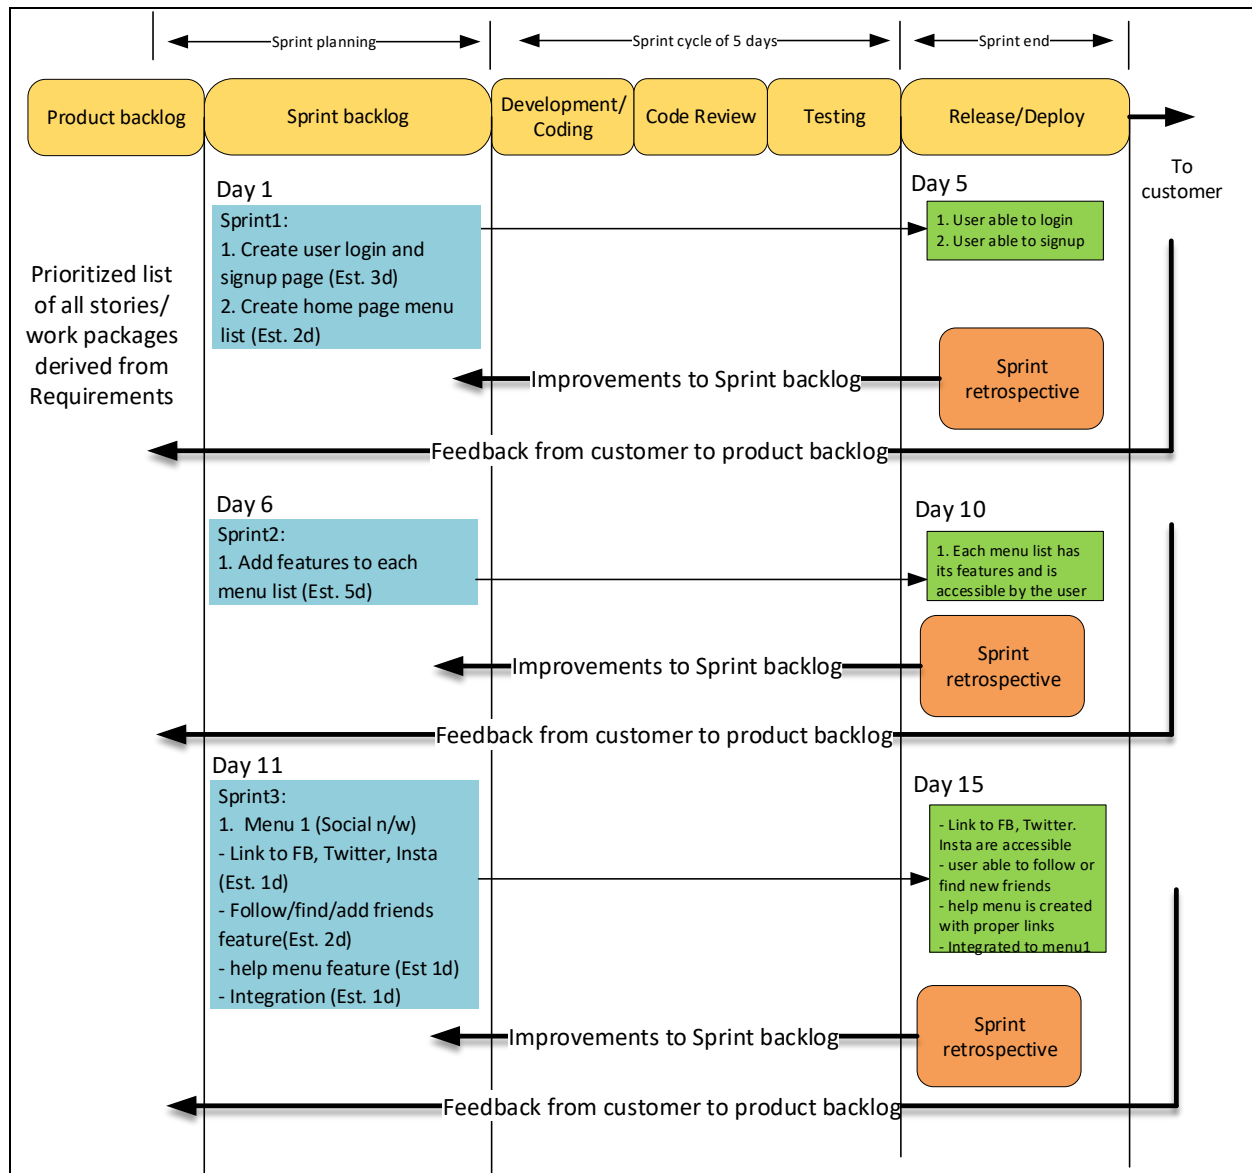 Sprint planning
Sprint cycle of 5 days
Sprint end
Product backlog
Sprint backlog
Development/
Coding
Code Review
Testing
Release/Deploy
To
customer
Prioritized list
of all stories/
work packages
derived from
Requirements
Day 1
Sprint1:
1. Create user login and
signup page (Est. 3d)
2. Create home page menu
list (Est. 2d)
Day 5
1. User able to login
2. User able to signup
Sprint
retrospective
Improvements to Sprint backlog
Feedback from customer to product backlog
Day 6
Sprint2:
1. Add features to each
menu list (Est. 5d)
Day 10
1. Each menu list has
its features and is
accessible by the user
Sprint
retrospective
Improvements to Sprint backlog
Feedback from customer to product backlog
Day 11
Sprint3:
1. Menu 1 (Social n/w)
- Link to FB, Twitter, Insta
(Est. 1d)
- Follow/find/add friends
feature(Est. 2d)
- help menu feature (Est 1d)
- Integration (Est. 1d)
Day 15
- Link to FB, Twitter.
Insta are accessible
- user able to follow or
find new friends
- help menu is created
with proper links
- Integrated to menu1
Sprint
retrospective
Improvements to Sprint backlog
Feedback from customer to product backlog